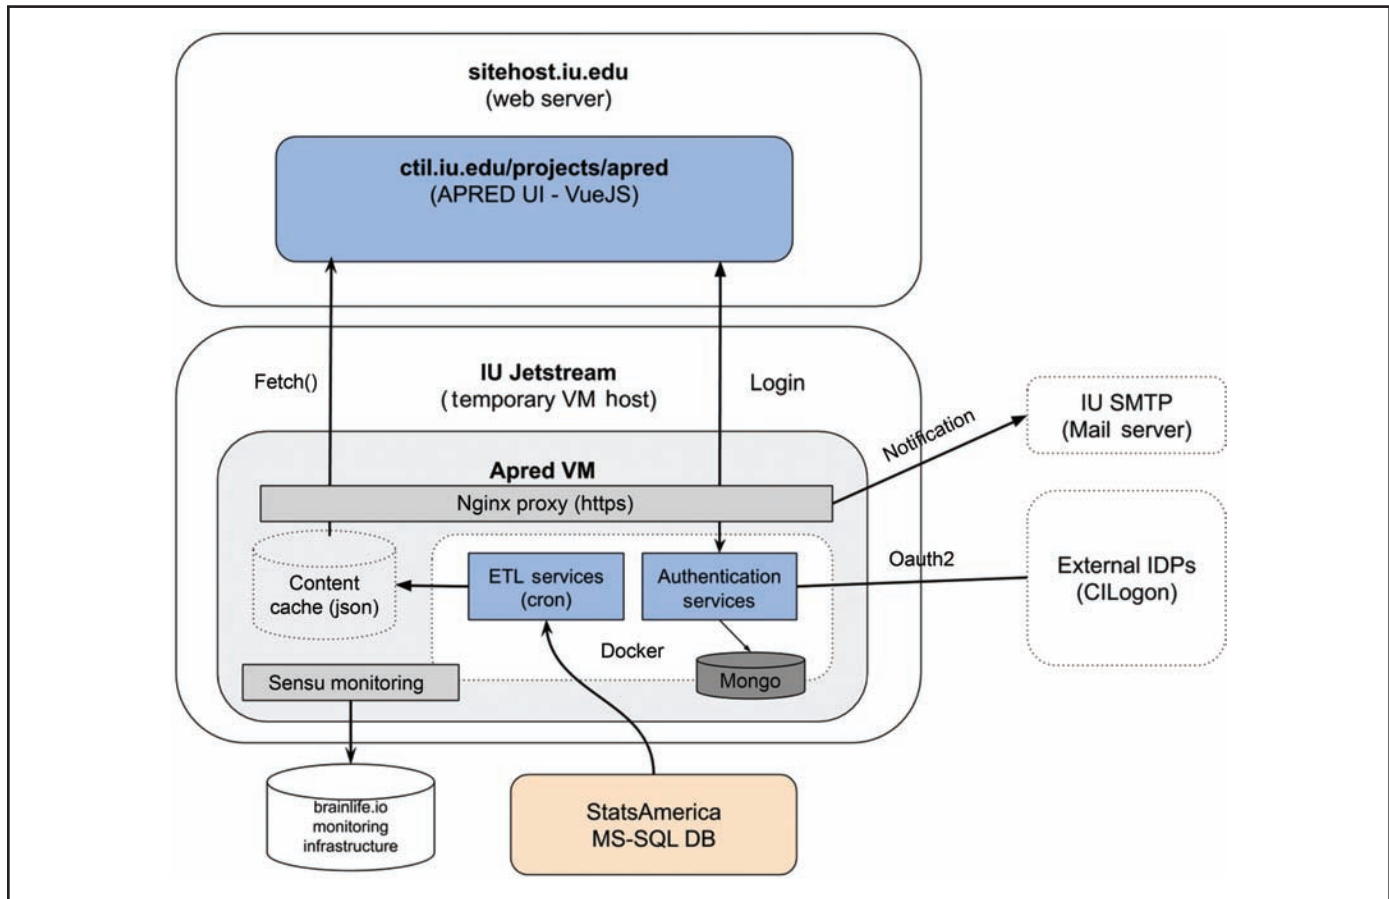 sitehost.iu.edu
(web server)
ctil.iu.edu/projects/apred
(APRED UI - VueJS)
Fetch()
IU Jetstream
(temporary VM host)
Login
Notification
IU SMTP
(Mail server)
Apred VM
Nginx proxy (https)
Content
cache (json)
ETL services
(cron)
Authentication
services
Oauth2
External IDPs
(CILogon)
Docker
Mongo
Sensu monitoring
brainlife.io
monitoring
infrastructure
StatsAmerica
MS-SQL DB